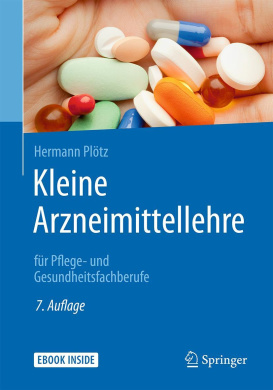 Hermann Plötz
Kleine
Arzneimittellehre
für Pflege- und
Gesundheitsfachberufe
7. Auflage
EBOOK INSIDE
Springer